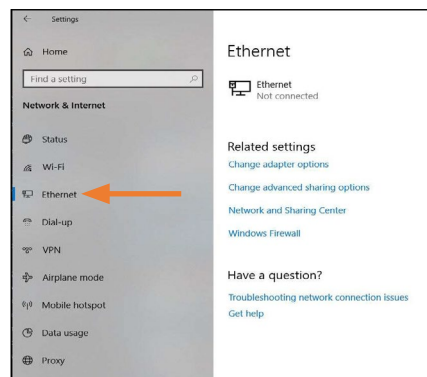 Settings
Home
Find a setting
Network & Internet
Status
Wi-Fi
Ethernet
Dial-up
VPN
Airplane mode
Mobile hotspot
Data usage
Proxy
Ethernet
Ethernet
Not connected
Related settings
Change adapter options
Change advanced sharing options
Network and Sharing Center
Windows Firewall
Have a question?
Troubleshooting network connection issues
Get help